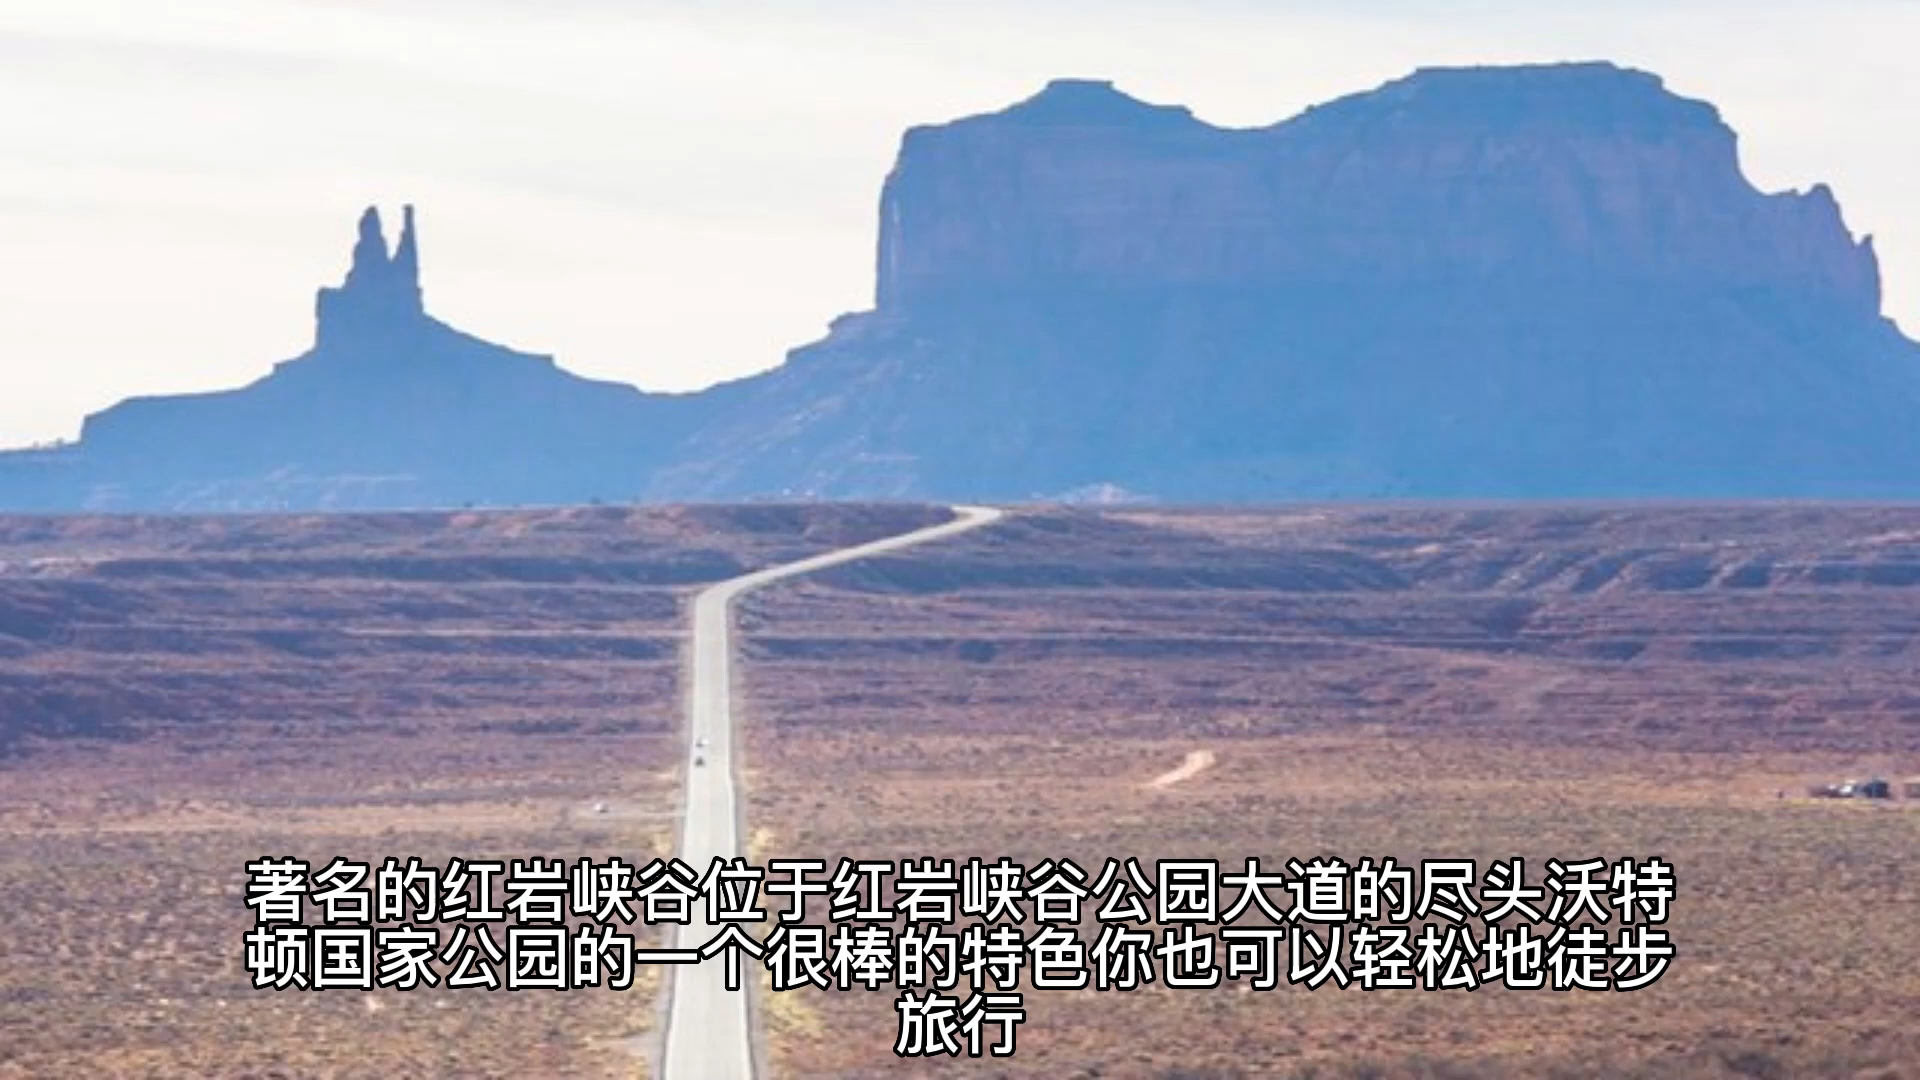 著名的红岩峡谷位于红岩峡谷公园大道的尽头沃特
顿国家公园的一个很棒的特色你也可以轻松地徒步
旅行